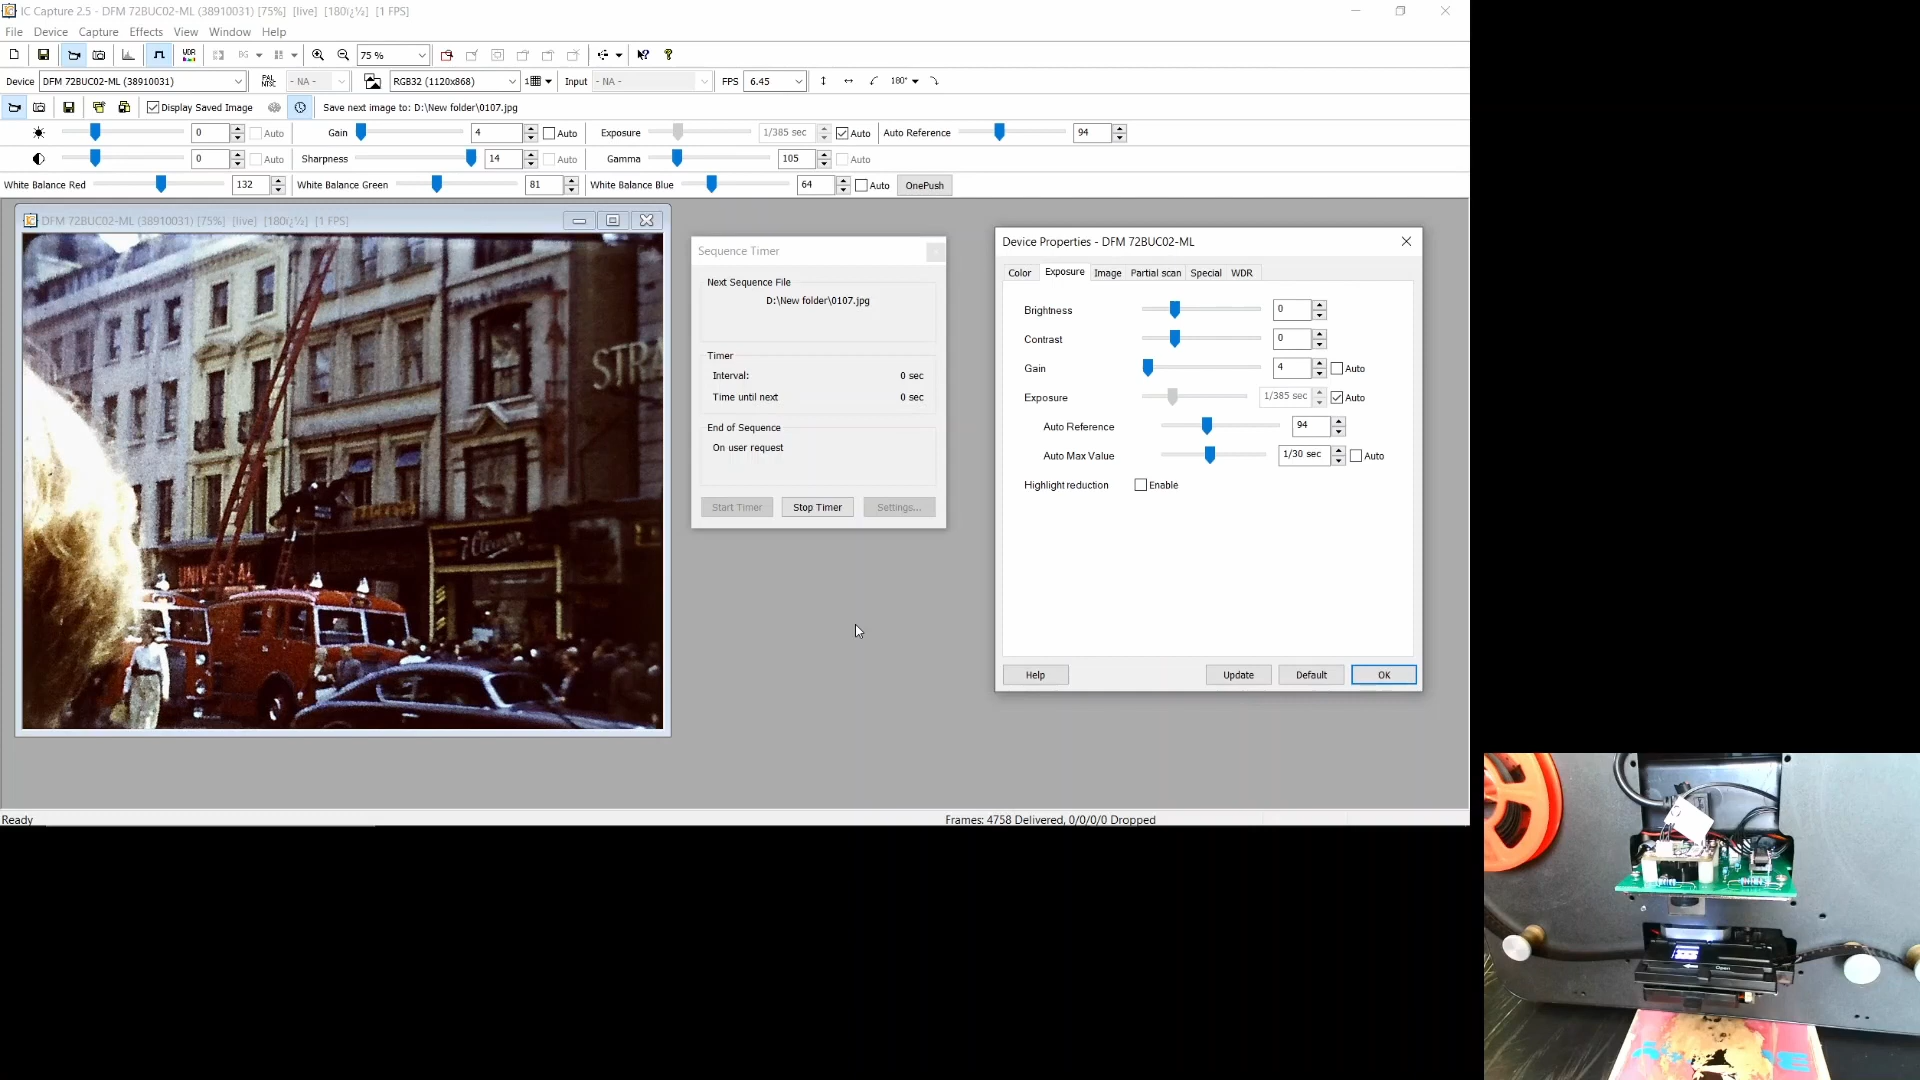 IC Capture 2.5 - DFM 72BUC02-ML (38910031) [75%]  [live]  [180ï¿½]  [1 FPS]
File Device Capture Effects View Window Help
WDR BG 75 %
Device DFM 72BUC02-ML (38910031) PAL NTSC - NA - RGB32 (1120x868) 1 Input - NA - FPS 6.45 180°
Display Saved Image Save next image to: D:\New folder\0107.jpg
0 Auto Gain 4 Auto Exposure 1/385 sec Auto Auto Reference 94
0 Auto Sharpness 14 Auto Gamma 105 Auto
White Balance Red 132 White Balance Green 81 White Balance Blue 64 Auto OnePush
DFM 72BUC02-ML (38910031) [75%]  [live]  [180ï¿½]  [1 FPS]
STRA
UNIVERSAL
Sequence Timer
Next Sequence File
D:\New folder\0107.jpg
Timer
Interval: 0 sec
Time until next 0 sec
End of Sequence
On user request
Start Timer Stop Timer Settings...
Device Properties - DFM 72BUC02-ML
Color Exposure Image Partial scan Special WDR
Brightness 0
Contrast 0
Gain 4 Auto
Exposure 1/385 sec Auto
Auto Reference 94
Auto Max Value 1/30 sec Auto
Highlight reduction Enable
Help Update Default OK
Ready Frames: 4758 Delivered, 0/0/0/0 Dropped
Open